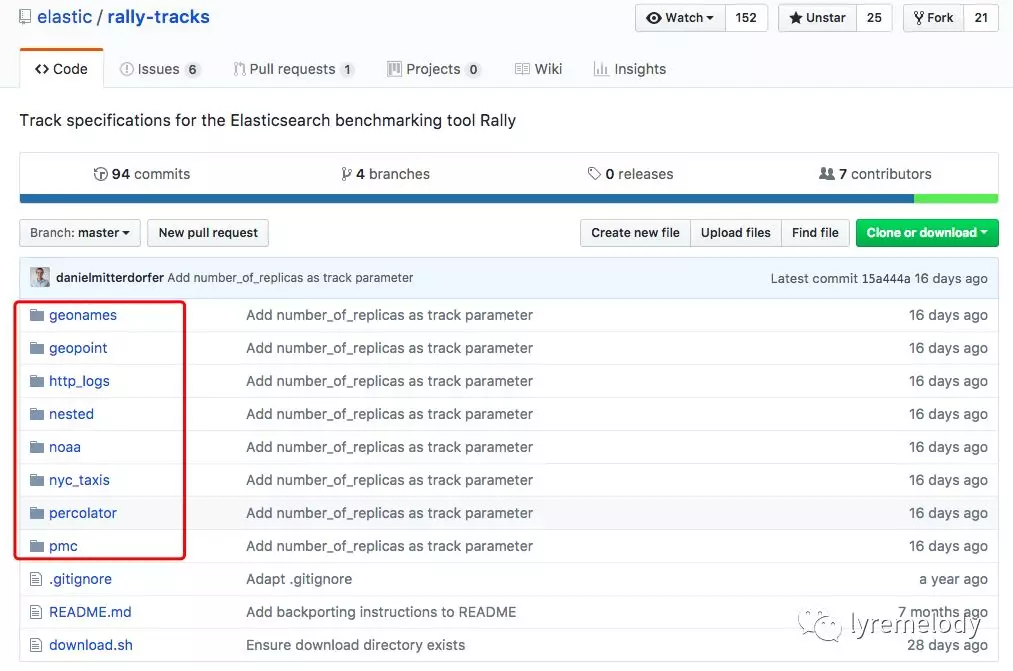 elastic / rally-tracks
Watch 152 Unstar 25 Fork 21
Code Issues 6 Pull requests 1 Projects 0 Wiki Insights
Track specifications for the Elasticsearch benchmarking tool Rally
94 commits 4 branches 0 releases 7 contributors
Branch: master New pull request Create new file Upload files Find file Clone or download
danielmitterdorfer Add number_of_replicas as track parameter Latest commit 15a444a 16 days ago
geonames Add number_of_replicas as track parameter 16 days ago
geopoint Add number_of_replicas as track parameter 16 days ago
http_logs Add number_of_replicas as track parameter 16 days ago
nested Add number_of_replicas as track parameter 16 days ago
noaa Add number_of_replicas as track parameter 16 days ago
nyc_taxis Add number_of_replicas as track parameter 16 days ago
percolator Add number_of_replicas as track parameter 16 days ago
pmc Add number_of_replicas as track parameter 16 days ago
.gitignore Adapt .gitignore a year ago
README.md Add backporting instructions to README 7 months ago
lyremelody
download.sh Ensure download directory exists 28 days ago